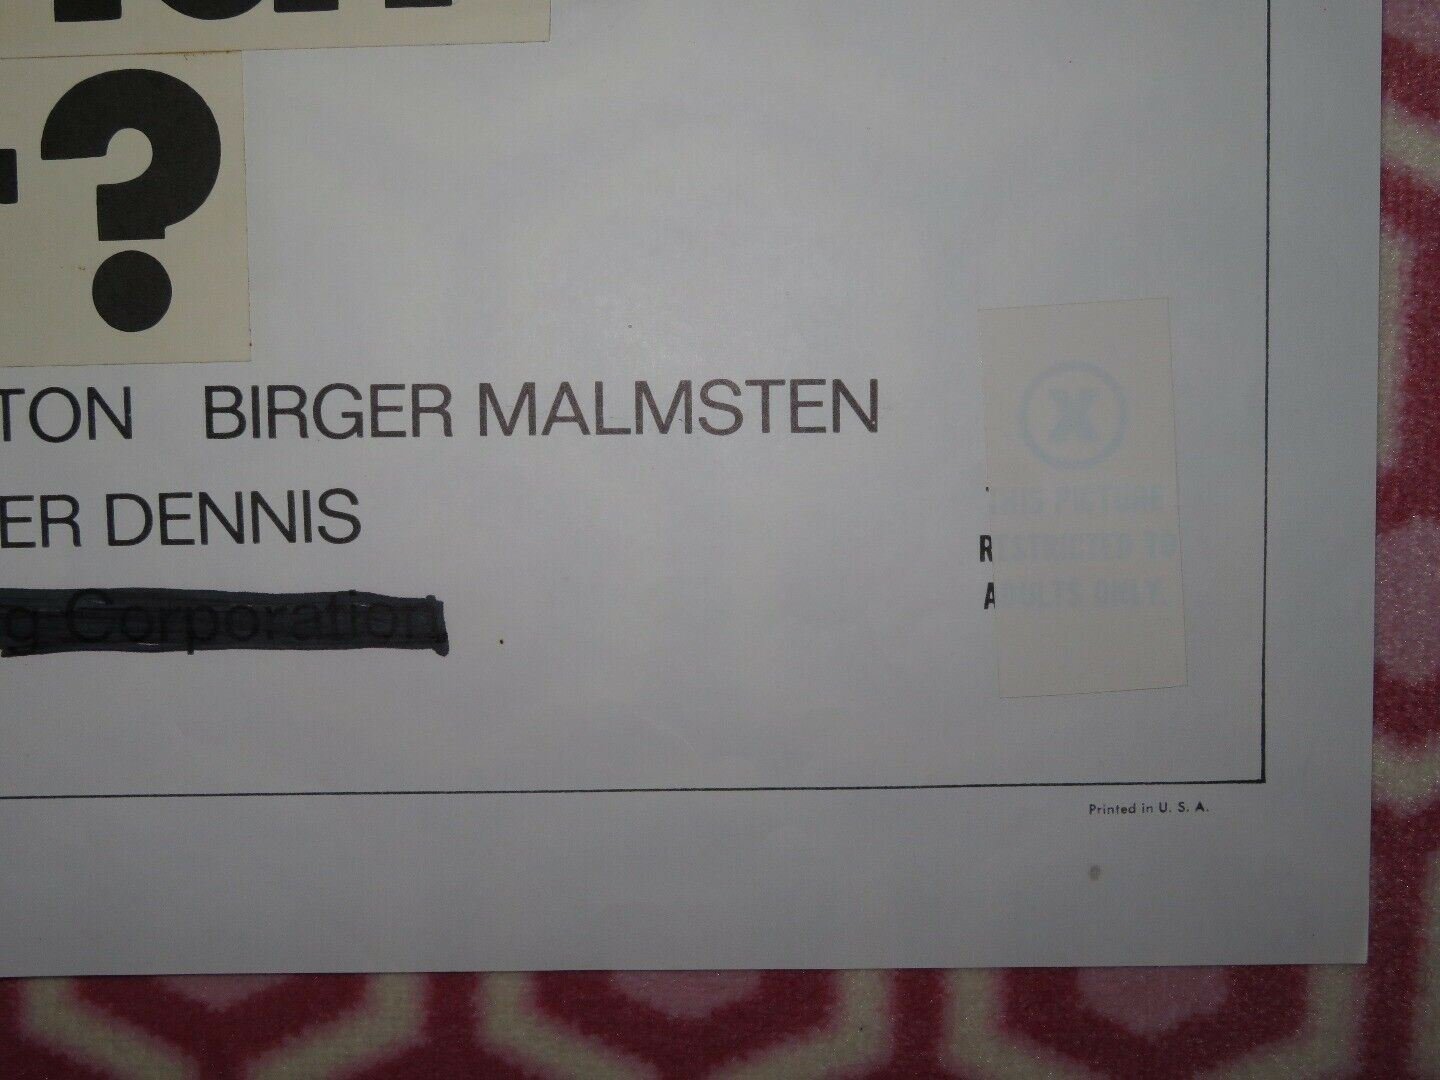 ?
TON BIRGER MALMSTEN
ER DENNIS
g Corporation
X
THIS PICTURE
RESTRICTED TO
ADULTS ONLY.
Printed in U. S. A.